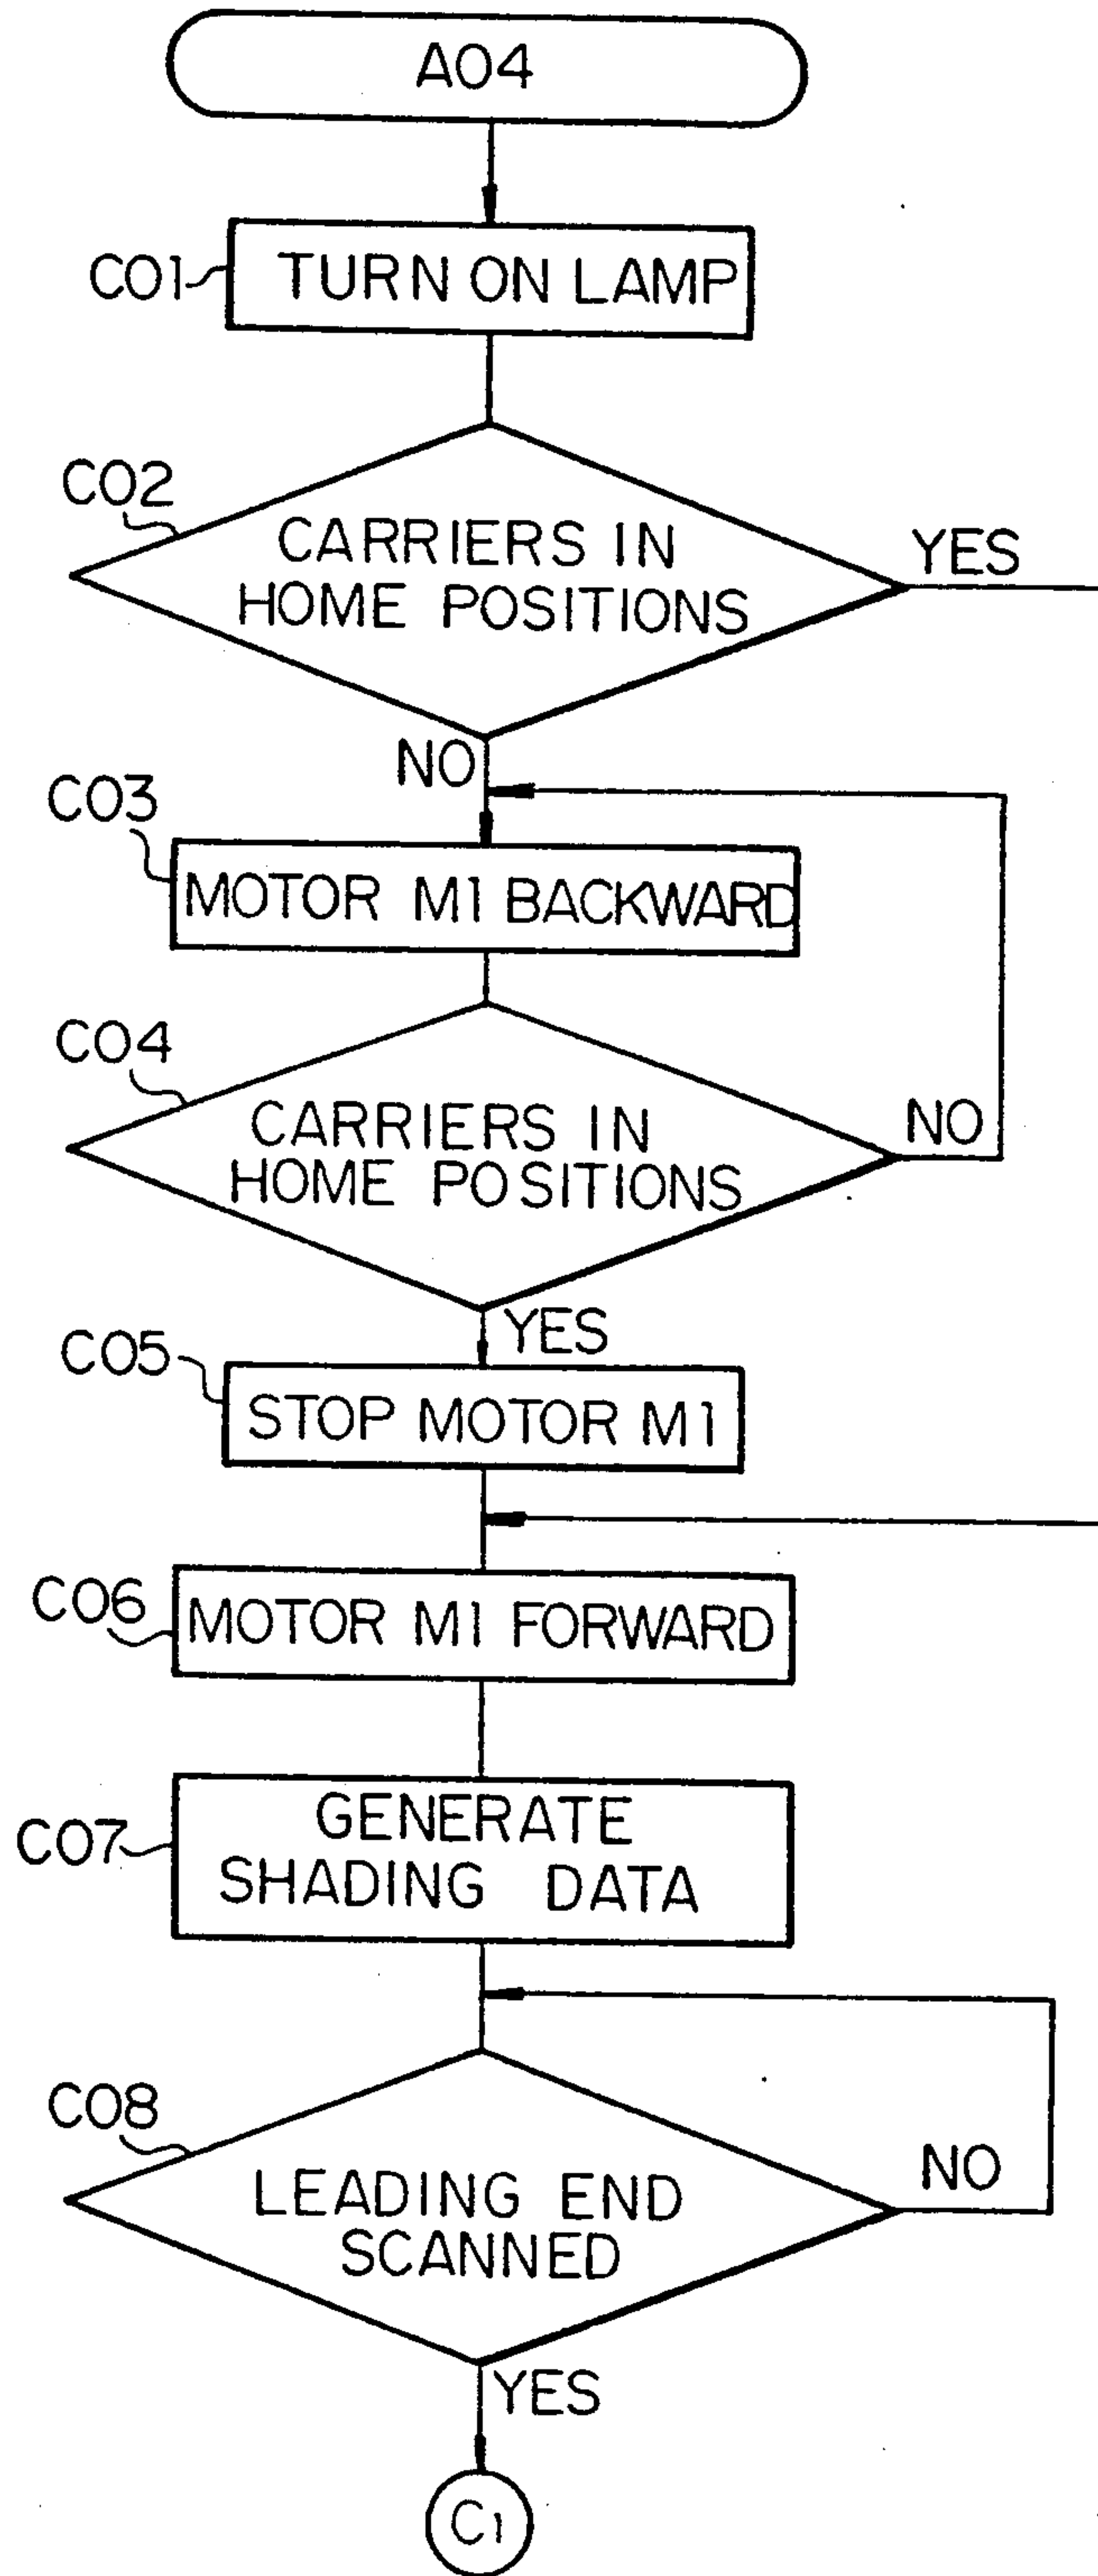 A04
C01
TURN ON LAMP
C02
CARRIERS IN
HOME POSITIONS
YES
NO
C03
MOTOR M1 BACKWARD
C04
CARRIERS IN
HOME POSITIONS
NO
YES
C05
STOP MOTOR M1
C06
MOTOR M1 FORWARD
C07
GENERATE
SHADING DATA
C08
LEADING END
SCANNED
NO
YES
C1